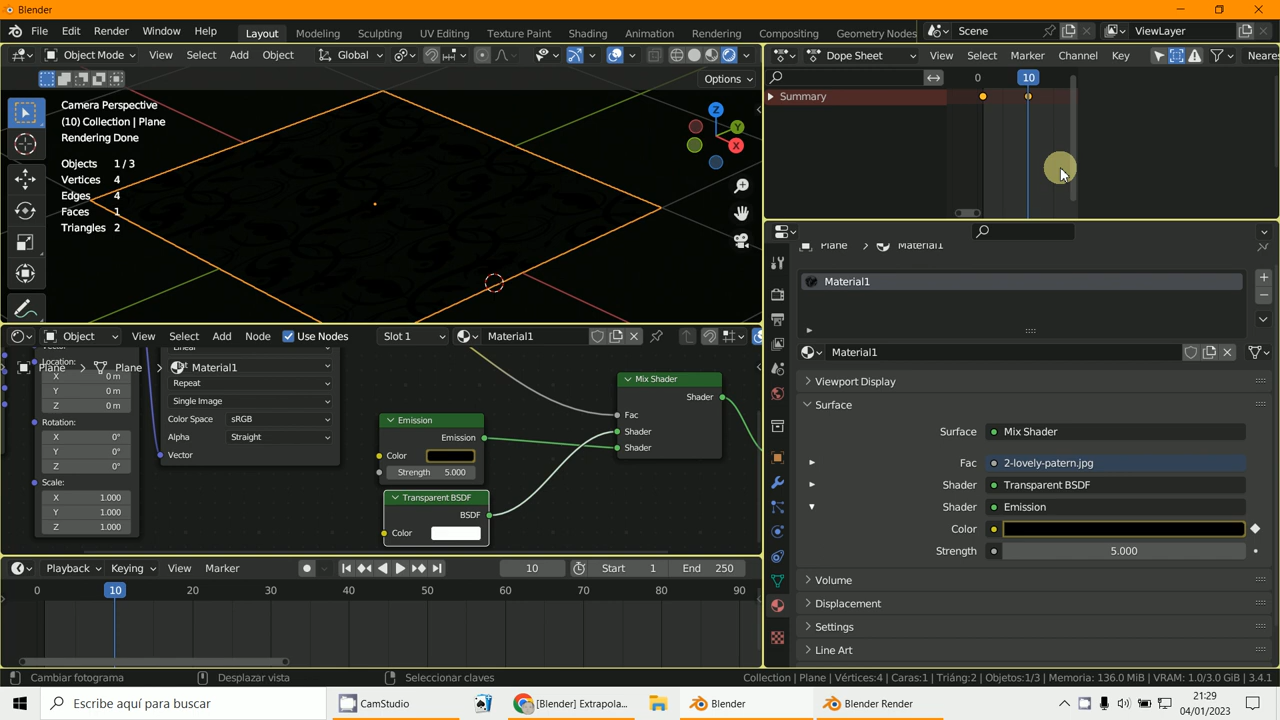 Blender
File Edit Render Window Help
Layout Modeling Sculpting UV Editing Texture Paint Shading Animation Rendering Compositing Geometry Nodes
Scene
ViewLayer
Object Mode View Select Add Object
Global
Options
Camera Perspective
(10) Collection | Plane
Rendering Done
Objects 1/3
Vertices 4
Edges 4
Faces 1
Triangles 2
Z
Y
X
Dope Sheet View Select Marker Channel Key
Neare
0 10
Summary
Plane Material1
Material1
Material1
Viewport Display
Surface
Surface Mix Shader
Fac 2-lovely-patern.jpg
Shader Transparent BSDF
Shader Emission
Color
Strength 5.000
Volume
Displacement
Settings
Line Art
Object View Select Add Node Use Nodes Slot 1 Material1
Plane Plane Material1
Location:
X 0 m
Y 0 m
Z 0 m
Rotation:
X 0°
Y 0°
Z 0°
Scale:
X 1.000
Y 1.000
Z 1.000
Linear
Repeat
Single Image
Color Space sRGB
Alpha Straight
Vector
Emission
Emission
Color
Strength 5.000
Transparent BSDF
BSDF
Color
Mix Shader
Shader
Fac
Shader
Shader
Playback Keying View Marker
10 Start 1 End 250
0 10 20 30 40 50 60 70 80 90
Cambiar fotograma Desplazar vista Seleccionar claves
Collection | Plane | Vértices:4 | Caras:1 | Triáng:2 | Objetos:1/3 | Memoria: 136.0 MiB | VRAM: 1.0/3.0 GiB | 3.4.1
Escribe aquí para buscar
CamStudio
[Blender] Extrapola...
Blender
Blender Render
21:29
04/01/2023